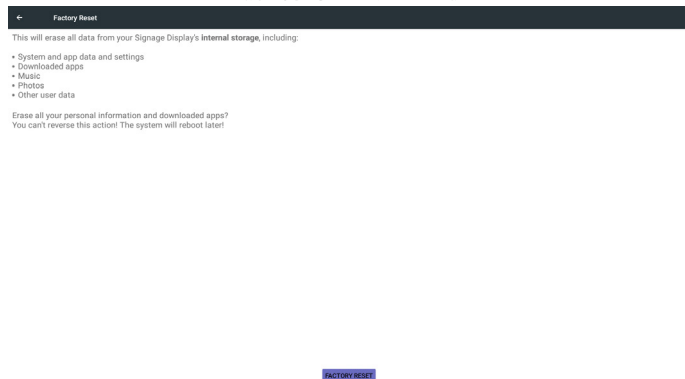 Factory Reset
This will erase all data from your Signage Display's internal storage, including:
• System and app data and settings
• Downloaded apps
• Music
• Photos
• Other user data
Erase all your personal information and downloaded apps?
You can't reverse this action! The system will reboot later!
FACTORY RESET